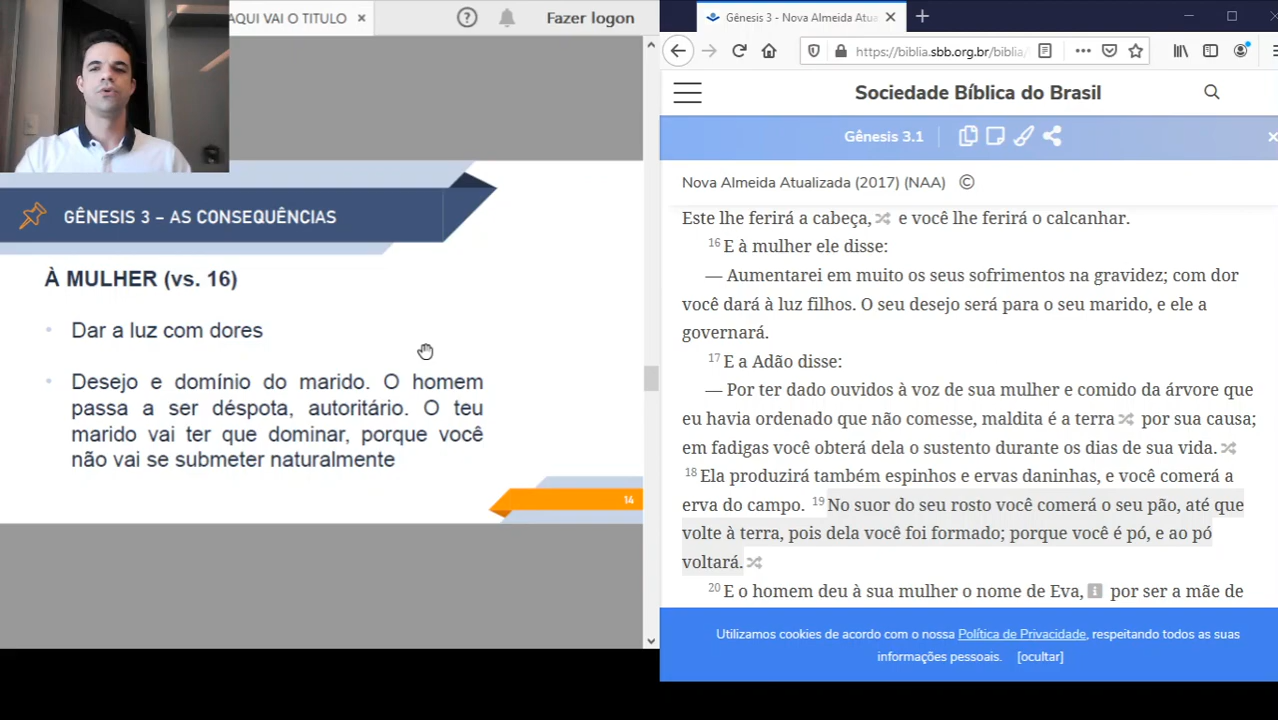 AQUI VAI O TITULO ×
? Fazer logon
GÊNESIS 3 – AS CONSEQUÊNCIAS
À MULHER (vs. 16)
• Dar a luz com dores
• Desejo e domínio do marido. O homem
passa a ser déspota, autoritário. O teu
marido vai ter que dominar, porque você
não vai se submeter naturalmente
14
Gênesis 3 - Nova Almeida Atua
https://biblia.sbb.org.br/biblia/
Sociedade Bíblica do Brasil
Gênesis 3.1
Nova Almeida Atualizada (2017) (NAA) ©
Este lhe ferirá a cabeça, e você lhe ferirá o calcanhar.
16 E à mulher ele disse:
— Aumentarei em muito os seus sofrimentos na gravidez; com dor
você dará à luz filhos. O seu desejo será para o seu marido, e ele a
governará.
17 E a Adão disse:
— Por ter dado ouvidos à voz de sua mulher e comido da árvore que
eu havia ordenado que não comesse, maldita é a terra por sua causa;
em fadigas você obterá dela o sustento durante os dias de sua vida.
18 Ela produzirá também espinhos e ervas daninhas, e você comerá a
erva do campo. 19 No suor do seu rosto você comerá o seu pão, até que
volte à terra, pois dela você foi formado; porque você é pó, e ao pó
voltará.
20 E o homem deu à sua mulher o nome de Eva, por ser a mãe de
Utilizamos cookies de acordo com o nossa Política de Privacidade, respeitando todos as suas
informações pessoais. [ocultar]